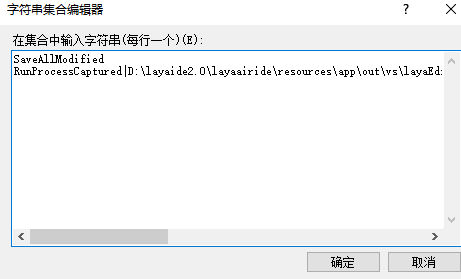 字符串集合编辑器
在集合中输入字符串(每行一个)(E):
SaveAllModified
RunProcessCaptured|D:\layaide2.0\layaairide\resources\app\out\vs\layaEd
确定
取消